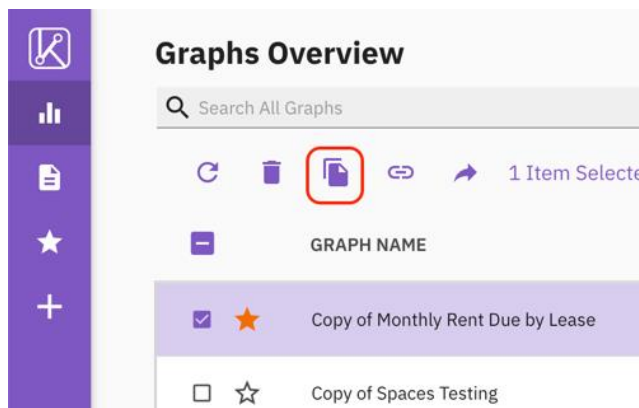 Graphs Overview
Search All Graphs
1 Item Selecte
GRAPH NAME
Copy of Monthly Rent Due by Lease
Copy of Spaces Testing